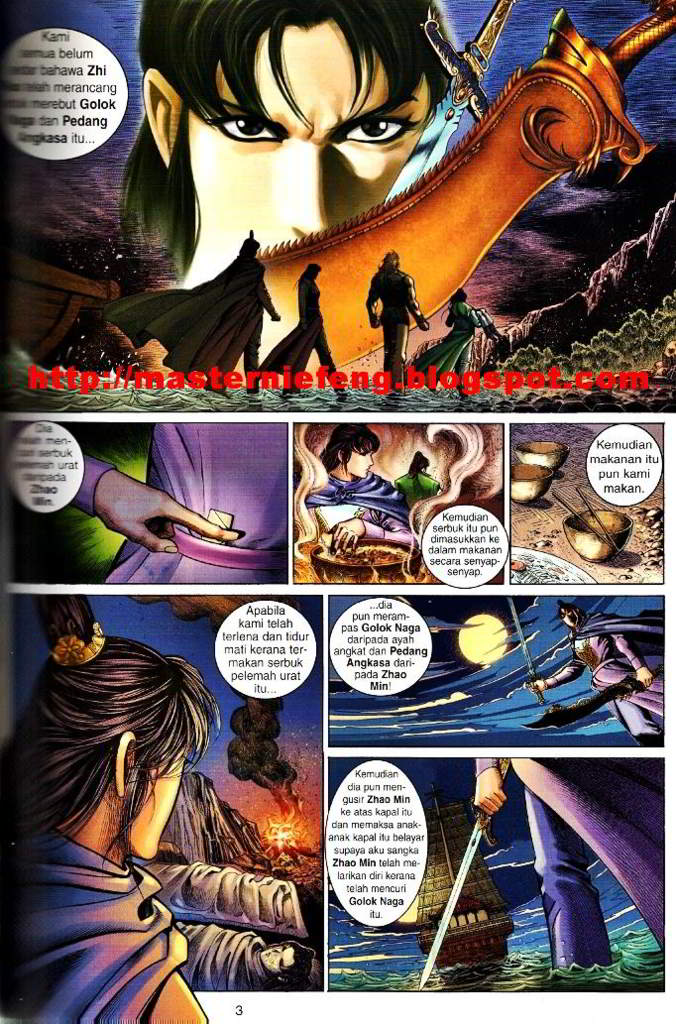 Kami
semua belum
bahawa Zhi
telah merancang
merebut Golok
Naga dan Pedang
Angkasa itu...
http://masterniefeng.blogspot.com
Dia
men-
serbuk
pelemah urat
daripada
Zhao
Min.
Kemudian
serbuk itu pun
dimasukkan ke
dalam makanan
secara senyap-
senyap.
Kemudian
makanan itu
pun kami
makan.
Apabila
kami telah
terlena dan tidur
mati kerana ter-
makan serbuk
pelemah urat
itu...
...dia
pun meram-
pas Golok Naga
daripada ayah
angkat dan Pedang
Angkasa dari-
pada Zhao
Min!
Kemudian
dia pun men-
gusir Zhao Min
ke atas kapal itu
dan memaksa anak-
anak kapal itu belayar
supaya aku sangka
Zhao Min telah me-
larikan diri kerana
telah mencuri
Golok Naga
itu.
3